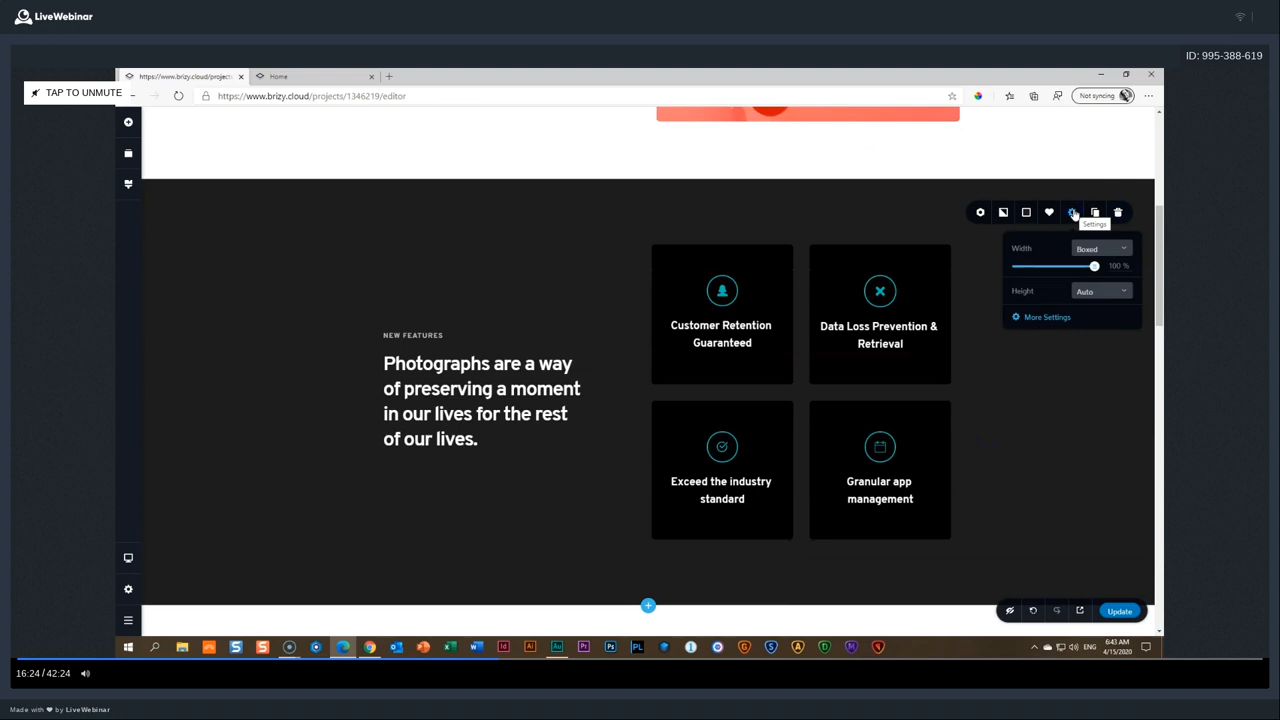 LiveWebinar
ID: 995-388-619
https://www.brizy.cloud/project:
Home
TAP TO UNMUTE
https://www.brizy.cloud/projects/1346219/editor
Not syncing
Settings
Width
Boxed
100 %
Height
Auto
More Settings
NEW FEATURES
Photographs are a way
of preserving a moment
in our lives for the rest
of our lives.
Customer Retention
Guaranteed
Data Loss Prevention &
Retrieval
Exceed the industry
standard
Granular app
management
Update
ENG
6:43 AM
4/15/2020
16:24 / 42:24
Made with ❤ by LiveWebinar